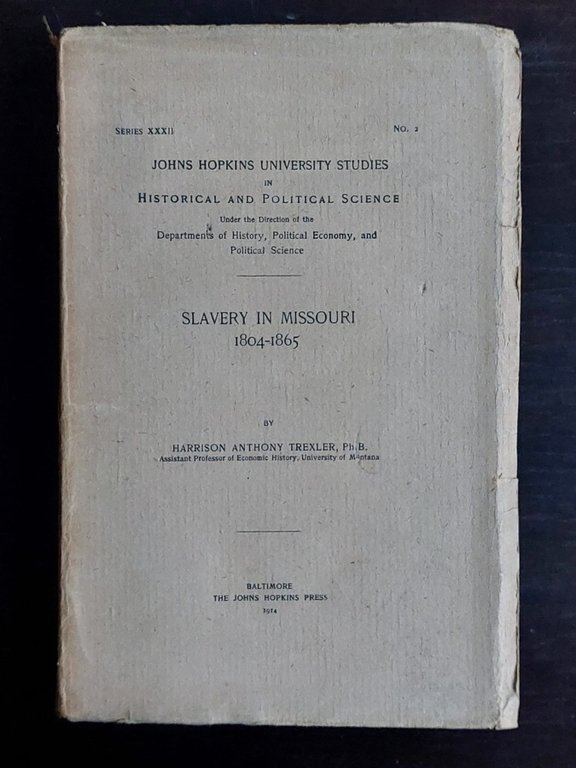 SERIES XXXII
NO. 2
JOHNS HOPKINS UNIVERSITY STUDIES
IN
HISTORICAL AND POLITICAL SCIENCE
Under the Direction of the
Departments of History, Political Economy, and
Political Science
SLAVERY IN MISSOURI
1804-1865
BY
HARRISON ANTHONY TREXLER, Ph.B.
Assistant Professor of Economic History, University of Montana
BALTIMORE
THE JOHNS HOPKINS PRESS
1914